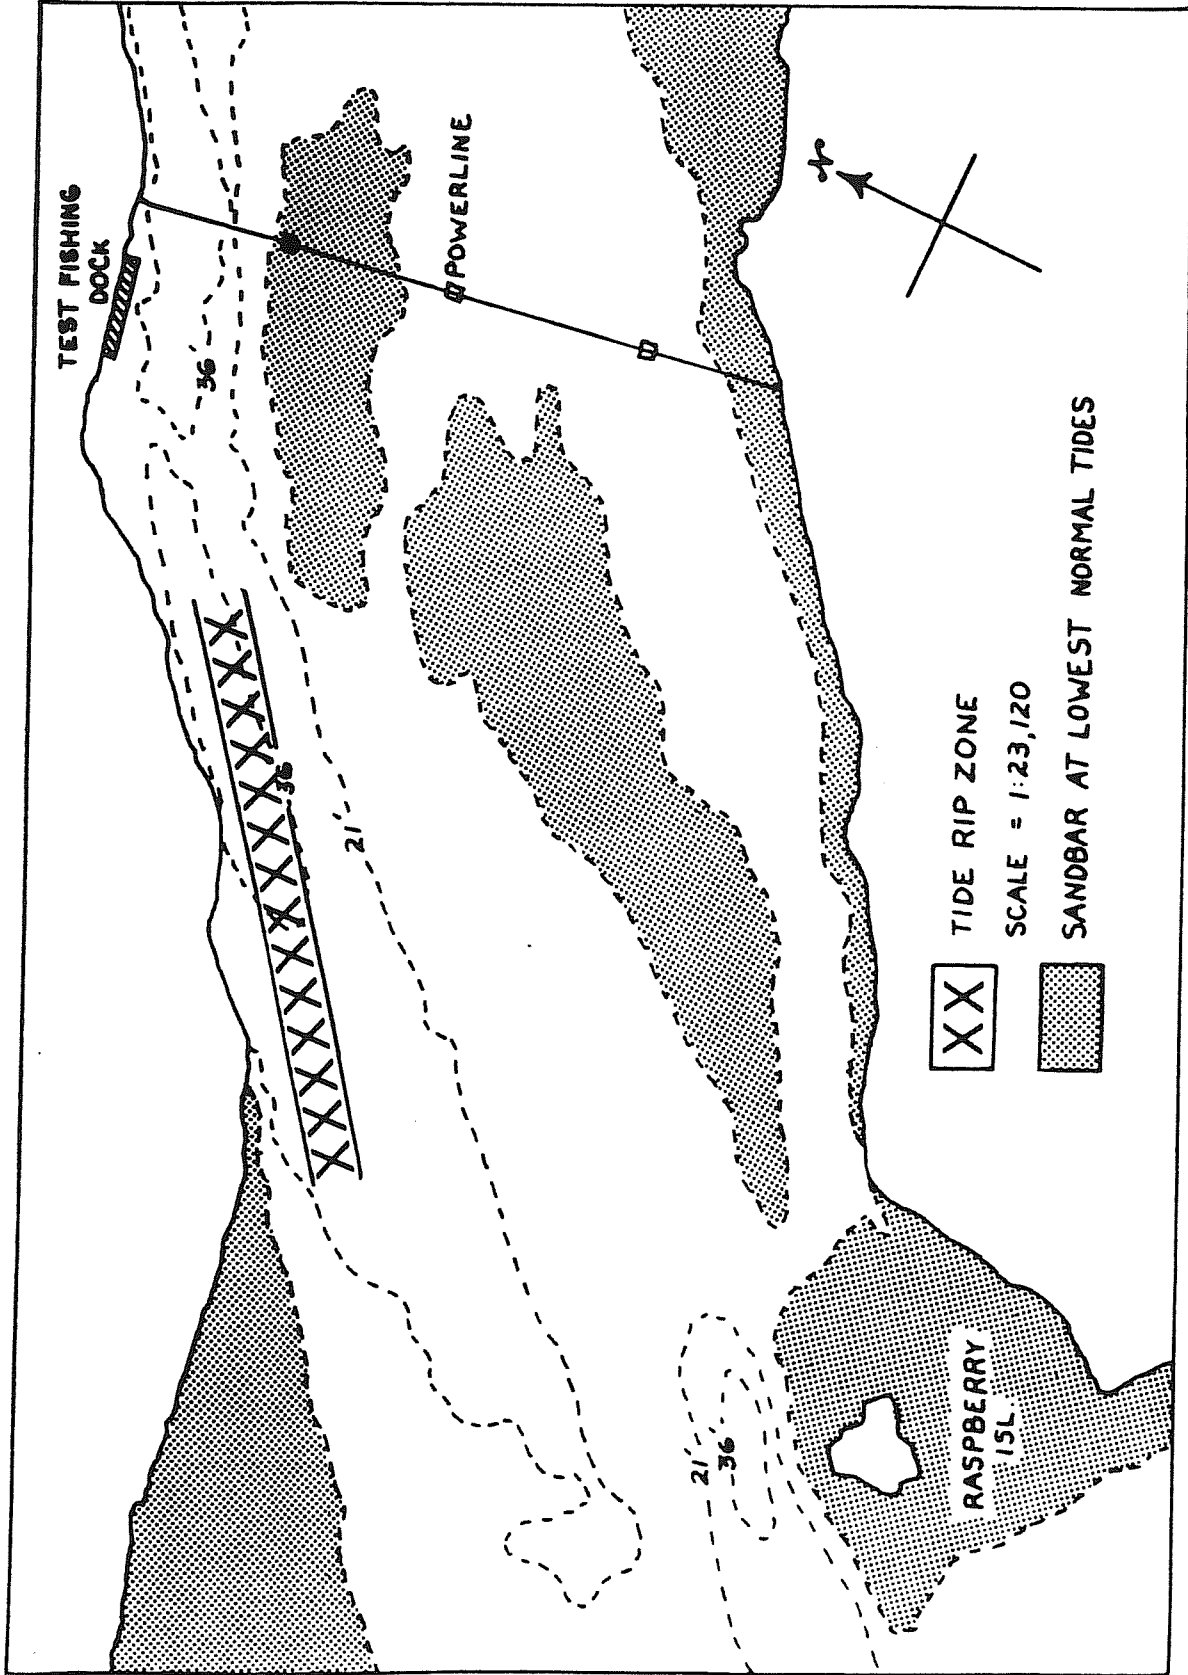 TEST FISHING
DOCK
N
36'
POWERLINE
36
21'
21'
36
RASPBERRY
ISL.
XX TIDE RIP ZONE
SCALE = 1:23,120
SANDBAR AT LOWEST NORMAL TIDES